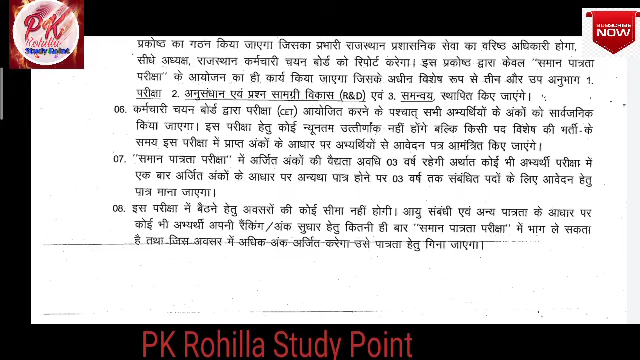 PK
Rohilla
Study Point
SUBSCRIBE
NOW
प्रकोष्ठ का गठन किया जाएगा जिसका प्रभारी राजस्थान प्रशासनिक सेवा का वरिष्ठ अधिकारी होगा,
सीधे अध्यक्ष, राजस्थान कर्मचारी चयन बोर्ड को रिपोर्ट करेगा। इस प्रकोष्ठ द्वारा केवल "समान पात्रता
परीक्षा" के आयोजन का ही कार्य किया जाएगा जिसके अधीन विशेष रूप से तीन और उप अनुभाग 1.
परीक्षा 2. अनुसंधान एवं प्रश्न सामग्री विकास (R&D) एवं 3. समन्वय, स्थापित किए जाएंगे।
06. कर्मचारी चयन बोर्ड द्वारा परीक्षा (CET) आयोजित करने के पश्चात् सभी अभ्यर्थियों के अंकों को सार्वजनिक
किया जाएगा। इस परीक्षा हेतु कोई न्यूनतम उत्तीर्णांक नहीं होंगे बल्कि किसी पद विशेष की भर्ती के
समय इस परीक्षा में प्राप्त अंकों के आधार पर अभ्यर्थियों से आवेदन पत्र आमंत्रित किए जाएंगे।
07. "समान पात्रता परीक्षा" में अर्जित अंकों की वैद्यता अवधि 03 वर्ष रहेगी अर्थात कोई भी अभ्यर्थी परीक्षा में
एक बार अर्जित अंकों के आधार पर अन्यथा पात्र होने पर 03 वर्ष तक संबंधित पदों के लिए आवेदन हेतु
पात्र माना जाएगा।
08. इस परीक्षा में बैठने हेतु अवसरों की कोई सीमा नहीं होगी। आयु संबंधी एवं अन्य पात्रता के आधार पर
कोई भी अभ्यर्थी अपनी रैंकिंग/अंक सुधार हेतु कितनी ही बार "समान पात्रता परीक्षा" में भाग ले सकता
है तथा जिस अवसर में अधिक अंक अर्जित करेगा उसे पात्रता हेतु गिना जाएगा।
PK Rohilla Study Point